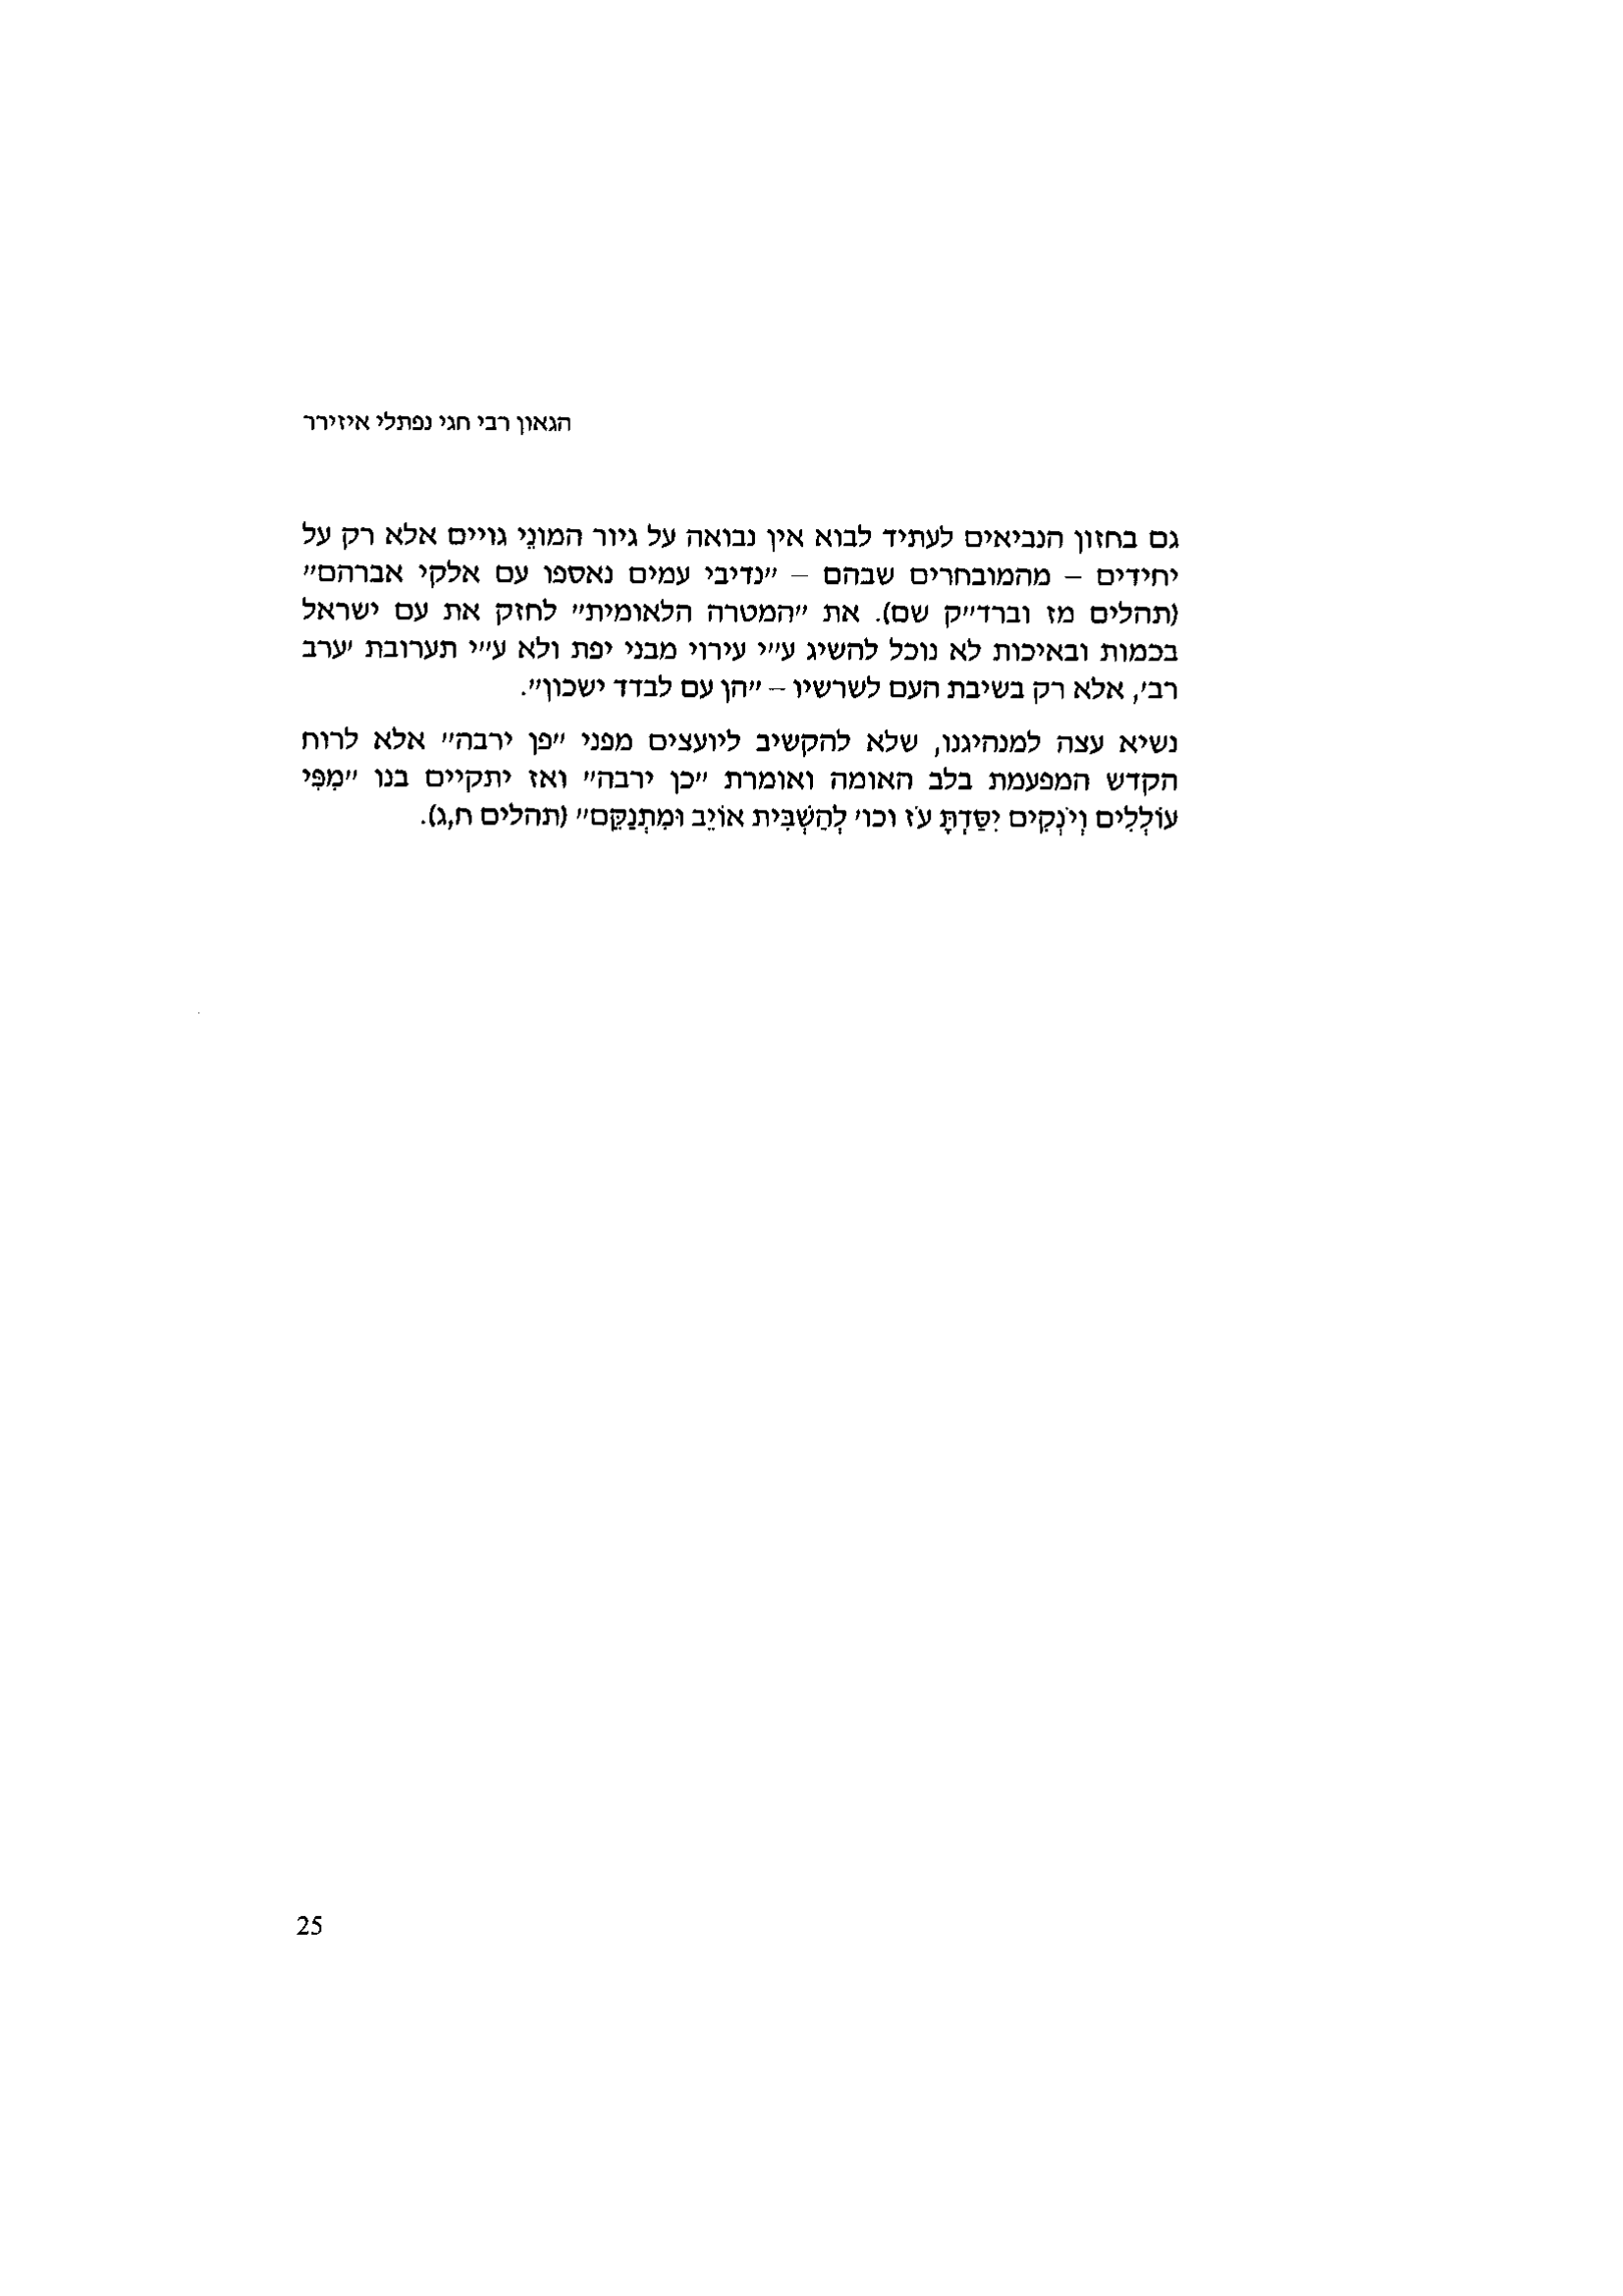 הגאון רבי חגי נפתלי איזירר
גם בחזון הנביאים לעתיד לבוא אין נבואה על גיור המוני גויים אלא רק על
יחידים – מהמובחרים שבהם – "נדיבי עמים נאספו עם אלקי אברהם"
(תהלים מז וברד"ק שם). את "המטרה הלאומית" לחזק את עם ישראל
בכמות ובאיכות לא נוכל להשיג ע"י עירוי מבני יפת ולא ע"י תערובת 'ערב
רב', אלא רק בשיבת העם לשרשיו – "הן עם לבדד ישכון".
נשיא עצה למנהיגנו, שלא להקשיב ליועצים מפני "פן ירבה" אלא לרוח
הקדש המפעמת בלב האומה ואומרת "כן ירבה" ואז יתקיים בנו "מִפִּי
עוֹלְלִים וְיֹנְקִים יִסַּדְתָּ עֹז וכו' לְהַשְׁבִּית אוֹיֵב וּמִתְנַקֵּם" (תהלים ח,ג).
25